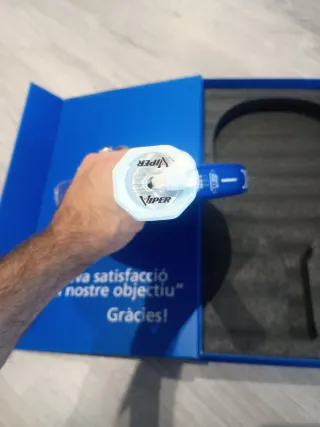 VIPER
VIPER
va satisfacció
nostre objectiu"
Gràcies!